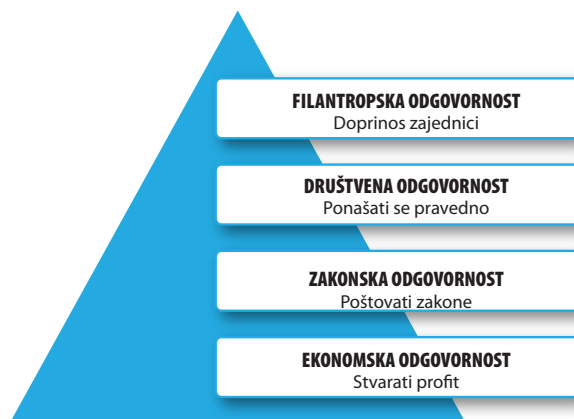 FILANTROPSKA ODGOVORNOST
Doprinos zajednici
DRUŠTVENA ODGOVORNOST
Ponašati se pravedno
ZAKONSKA ODGOVORNOST
Poštovati zakone
EKONOMSKA ODGOVORNOST
Stvarati profit